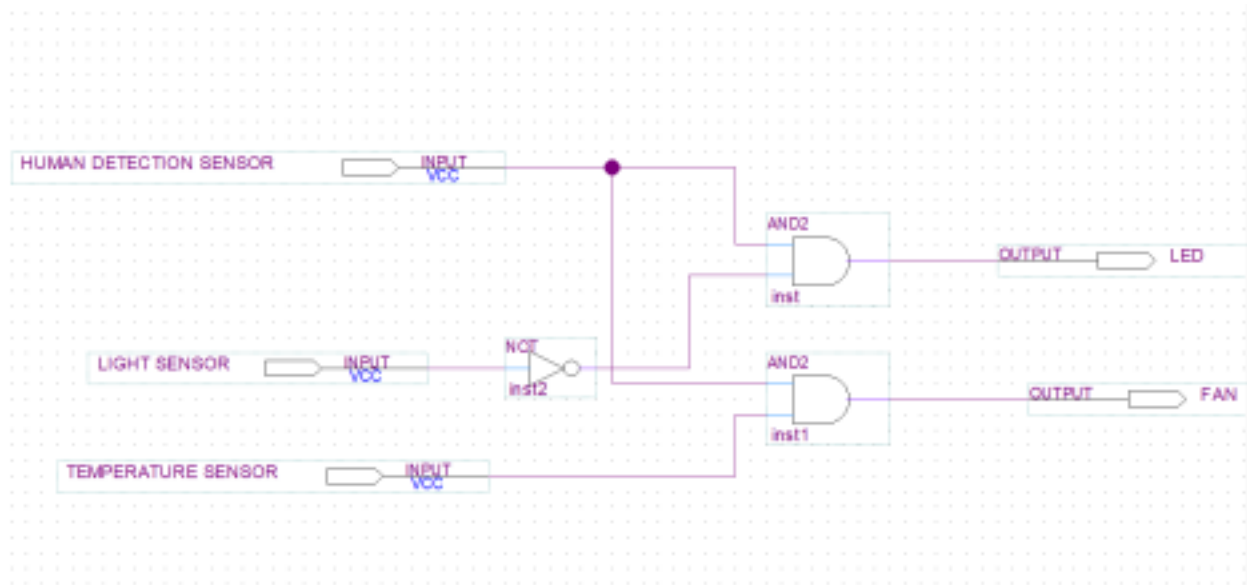 HUMAN DETECTION SENSOR
INPUT
VCC
AND2
inst
OUTPUT
LED
LIGHT SENSOR
INPUT
VCC
NOT
inst2
AND2
inst1
OUTPUT
FAN
TEMPERATURE SENSOR
INPUT
VCC